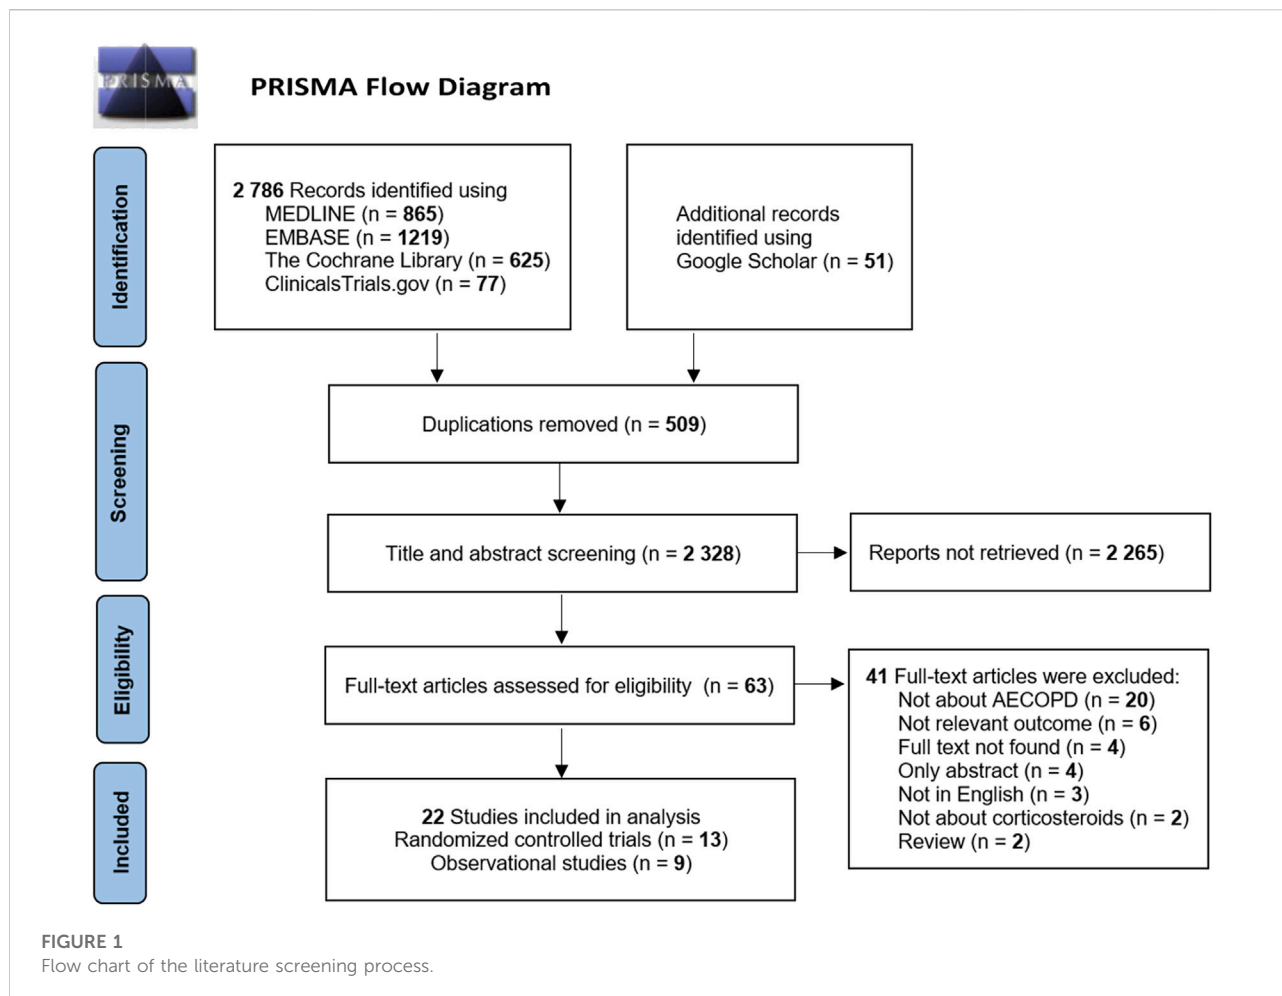 PRISMA
PRISMA Flow Diagram
Identification
2 786 Records identified using
MEDLINE (n = 865)
EMBASE (n = 1219)
The Cochrane Library (n = 625)
ClinicalsTrials.gov (n = 77)
Additional records
identified using
Google Scholar (n = 51)
Screening
Duplications removed (n = 509)
Title and abstract screening (n = 2 328)
Reports not retrieved (n = 2 265)
Eligibility
Full-text articles assessed for eligibility (n = 63)
41 Full-text articles were excluded:
Not about AECOPD (n = 20)
Not relevant outcome (n = 6)
Full text not found (n = 4)
Only abstract (n = 4)
Not in English (n = 3)
Not about corticosteroids (n = 2)
Review (n = 2)
Included
22 Studies included in analysis
Randomized controlled trials (n = 13)
Observational studies (n = 9)
FIGURE 1
Flow chart of the literature screening process.